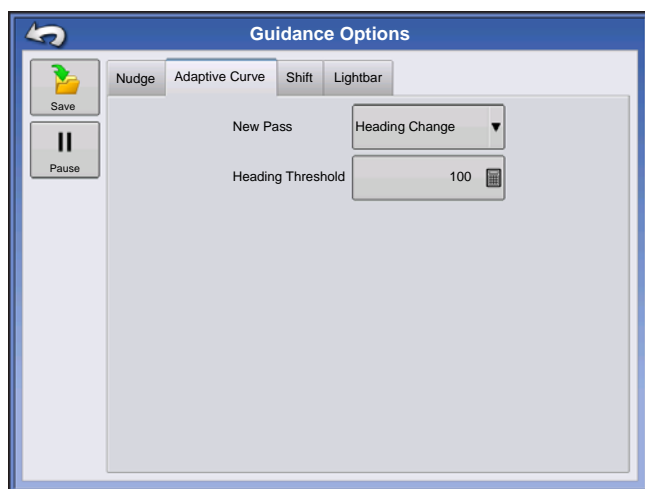 Guidance Options
Save
Pause
Nudge Adaptive Curve Shift Lightbar
New Pass Heading Change
Heading Threshold 100